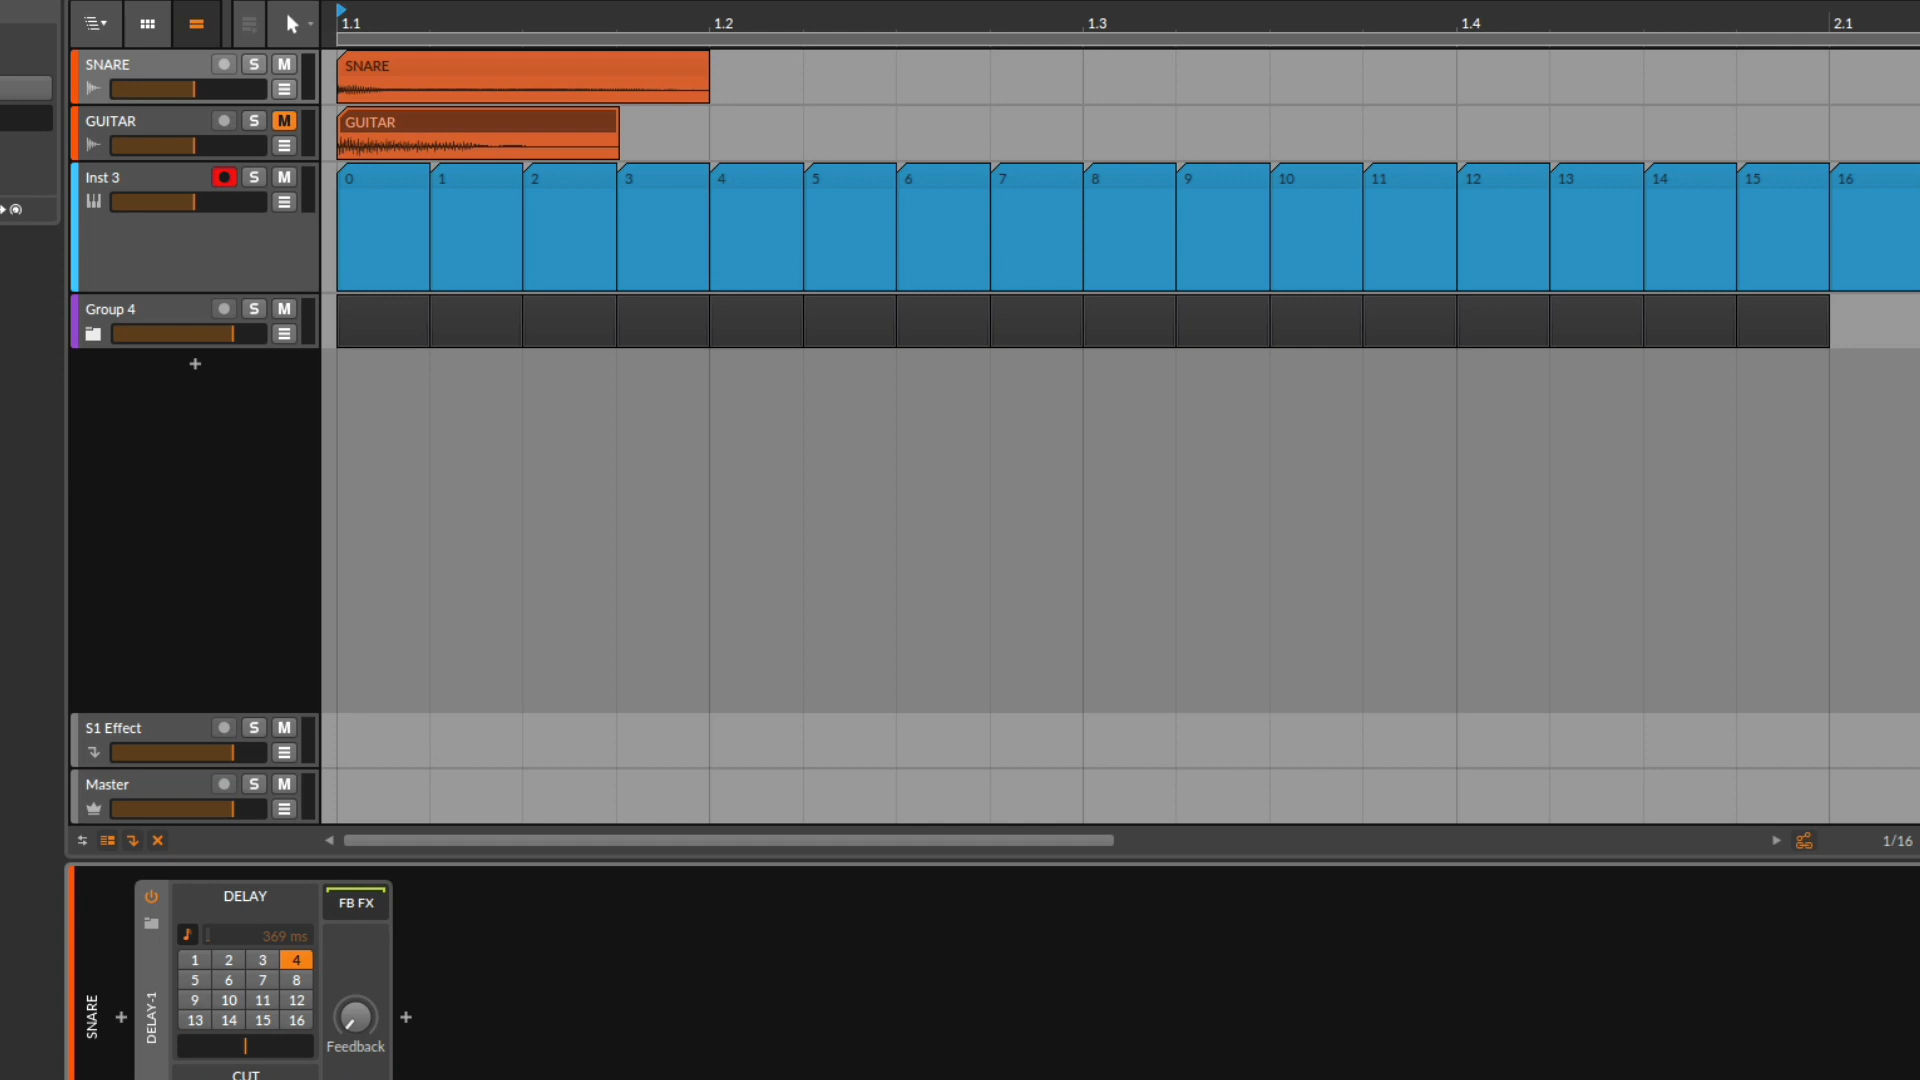 1.1 1.2 1.3 1.4 2.1
SNARE S M SNARE
GUITAR S M GUITAR
Inst 3 S M 0 1 2 3 4 5 6 7 8 9 10 11 12 13 14 15 16
Group 4 S M
S1 Effect S M
Master S M
1/16
SNARE
DELAY-1
DELAY
369 ms
1 2 3 4
5 6 7 8
9 10 11 12
13 14 15 16
CUT
FB FX
Feedback